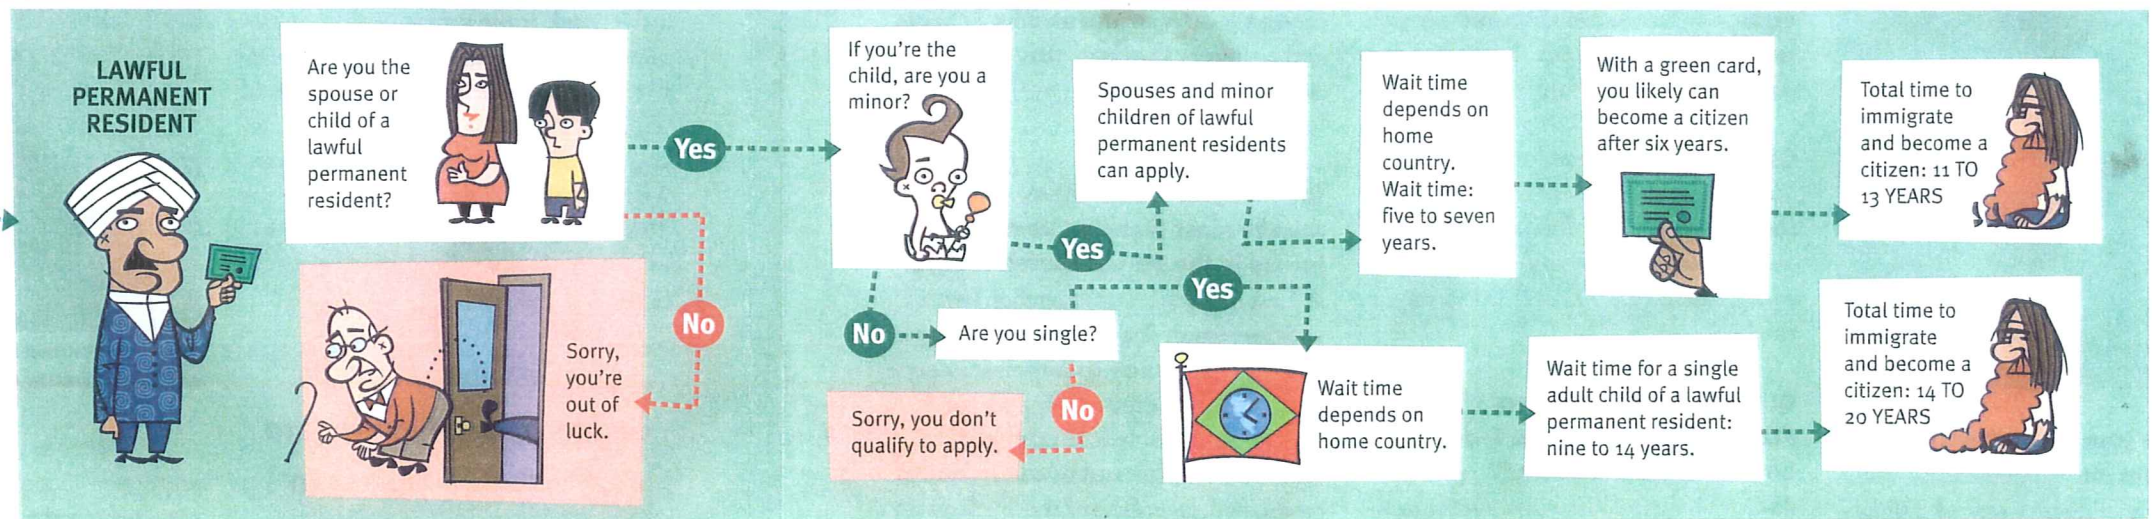 LAWFUL
PERMANENT
RESIDENT
Are you the
spouse or
child of a
lawful
permanent
resident?
Yes
No
Sorry,
you're
out of
luck.
If you're the
child, are you a
minor?
Yes
No
Spouses and minor
children of lawful
permanent residents
can apply.
Wait time
depends on
home
country.
Wait time:
five to seven
years.
With a green card,
you likely can
become a citizen
after six years.
Total time to
immigrate
and become a
citizen: 11 TO
13 YEARS
Are you single?
Yes
No
Sorry, you don't
qualify to apply.
Wait time
depends on
home country.
Wait time for a single
adult child of a lawful
permanent resident:
nine to 14 years.
Total time to
immigrate
and become a
citizen: 14 TO
20 YEARS